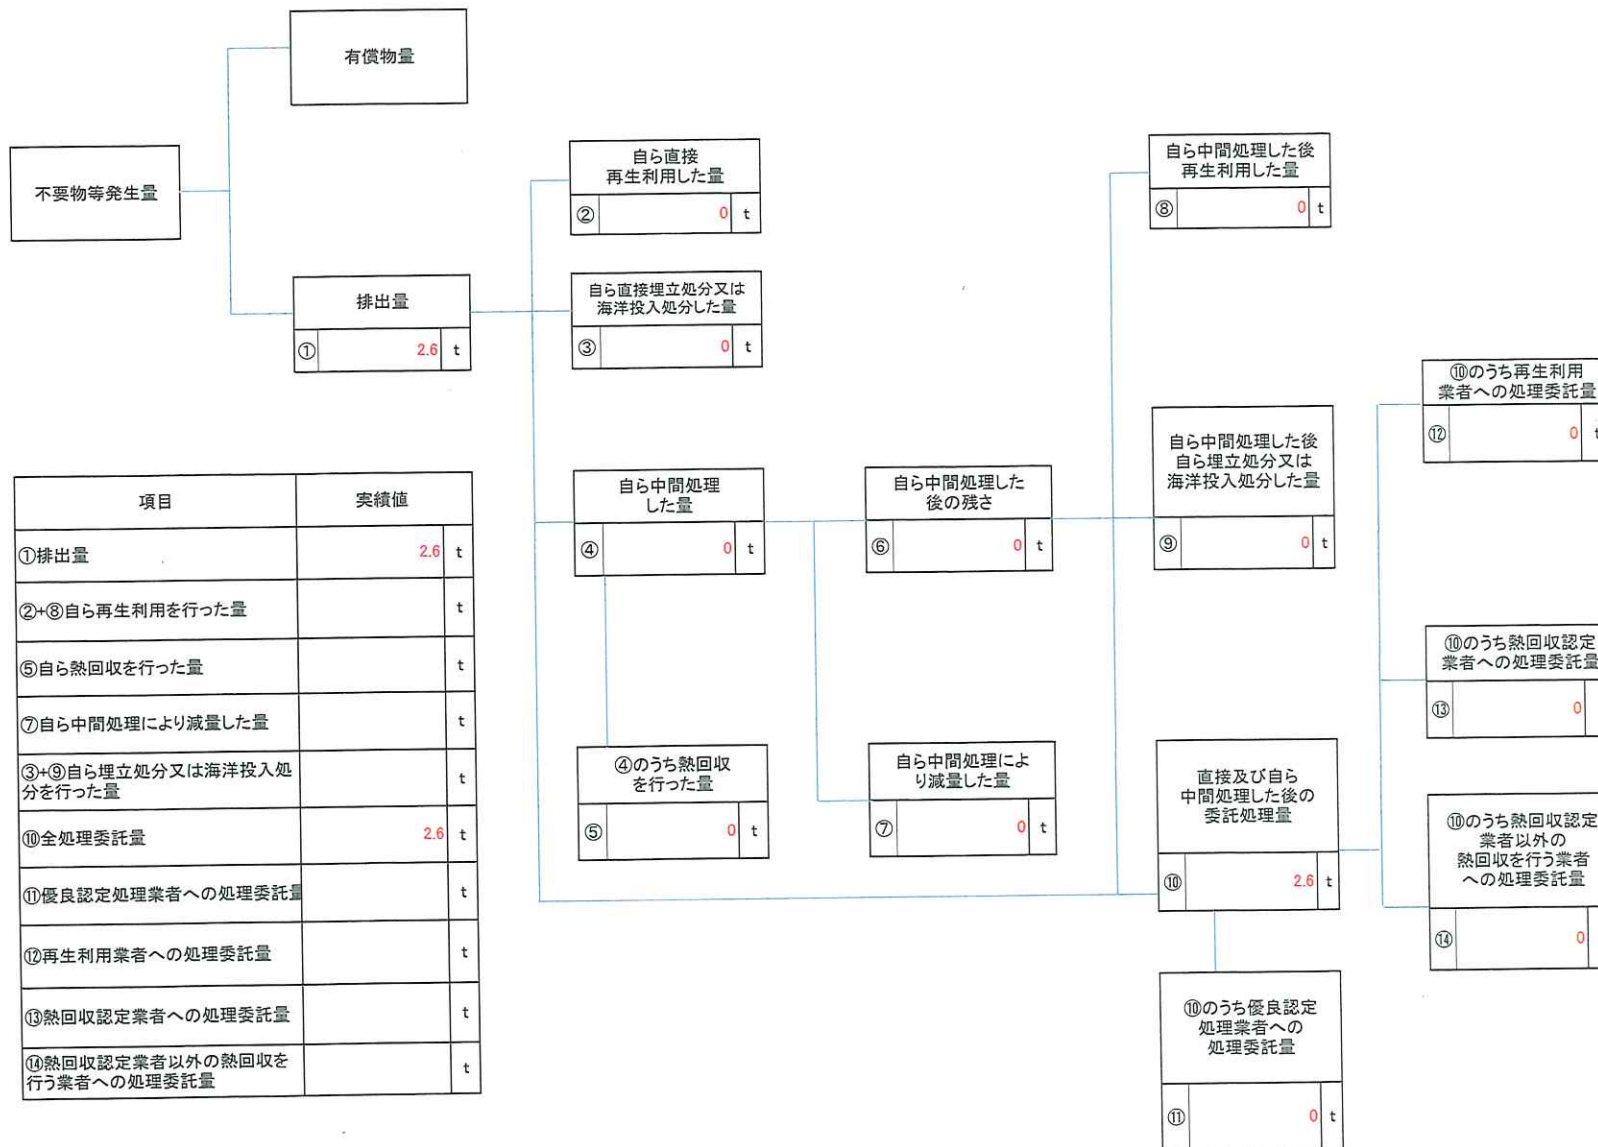 有償物量
不要物等発生量
排出量
① 2.6 t
自ら直接
再生利用した量
② 0 t
自ら直接埋立処分又は
海洋投入処分した量
③ 0 t
自ら中間処理
した量
④ 0 t
④のうち熱回収
を行った量
⑤ 0 t
自ら中間処理した
後の残さ
⑥ 0 t
自ら中間処理によ
り減量した量
⑦ 0 t
自ら中間処理した後
再生利用した量
⑧ 0 t
自ら中間処理した後
自ら埋立処分又は
海洋投入処分した量
⑨ 0 t
直接及び自ら
中間処理した後の
委託処理量
⑩ 2.6 t
⑩のうち優良認定
処理業者への
処理委託量
⑪ 0 t
⑩のうち再生利用
業者への処理委託量
⑫ 0 t
⑩のうち熱回収認定
業者への処理委託量
⑬ 0
⑩のうち熱回収認定
業者以外の
熱回収を行う業者
への処理委託量
⑭ 0
項目 実績値
①排出量 2.6 t
②+⑧自ら再生利用を行った量 t
⑤自ら熱回収を行った量 t
⑦自ら中間処理により減量した量 t
③+⑨自ら埋立処分又は海洋投入処
分を行った量 t
⑩全処理委託量 2.6 t
⑪優良認定処理業者への処理委託量 t
⑫再生利用業者への処理委託量 t
⑬熱回収認定業者への処理委託量 t
⑭熱回収認定業者以外の熱回収を
行う業者への処理委託量 t